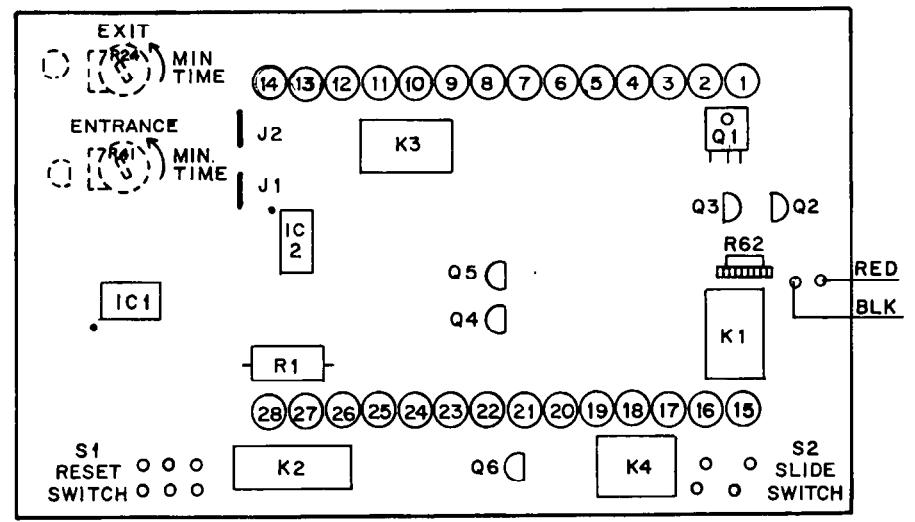 EXIT
R24
MIN
TIME
14 13 12 11 10 9 8 7 6 5 4 3 2 1
ENTRANCE
R41
MIN.
TIME
J2
K3
Q1
J1
Q3
Q2
IC
2
R62
Q5
RED
IC1
BLK
Q4
K1
R1
28 27 26 25 24 23 22 21 20 19 18 17 16 15
S1
RESET
SWITCH
K2
Q6
K4
S2
SLIDE
SWITCH